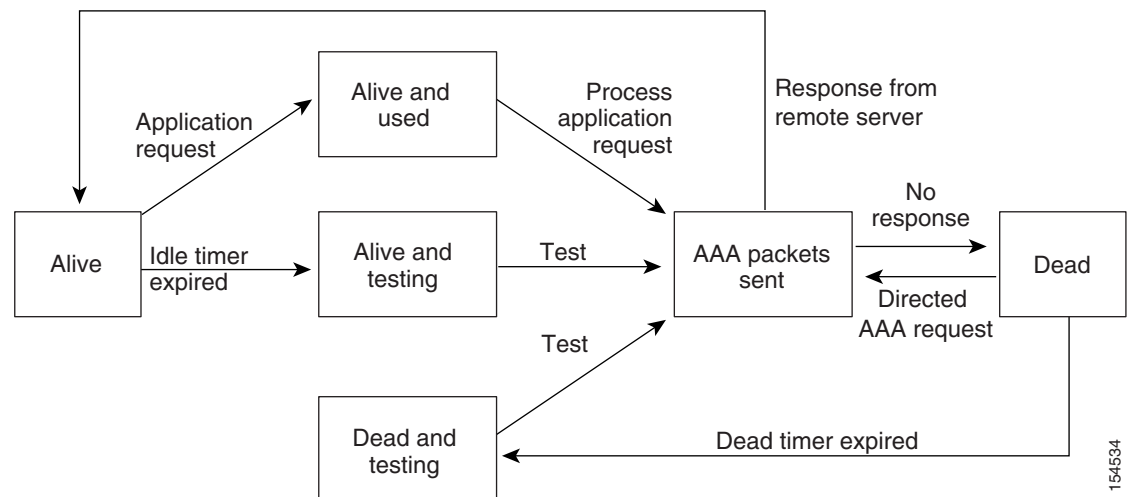 Alive and
used
Application
request
Process
application
request
Response from
remote server
Alive
Idle timer
expired
Alive and
testing
Test
AAA packets
sent
No
response
Directed
AAA request
Dead
Test
Dead and
testing
Dead timer expired
154534